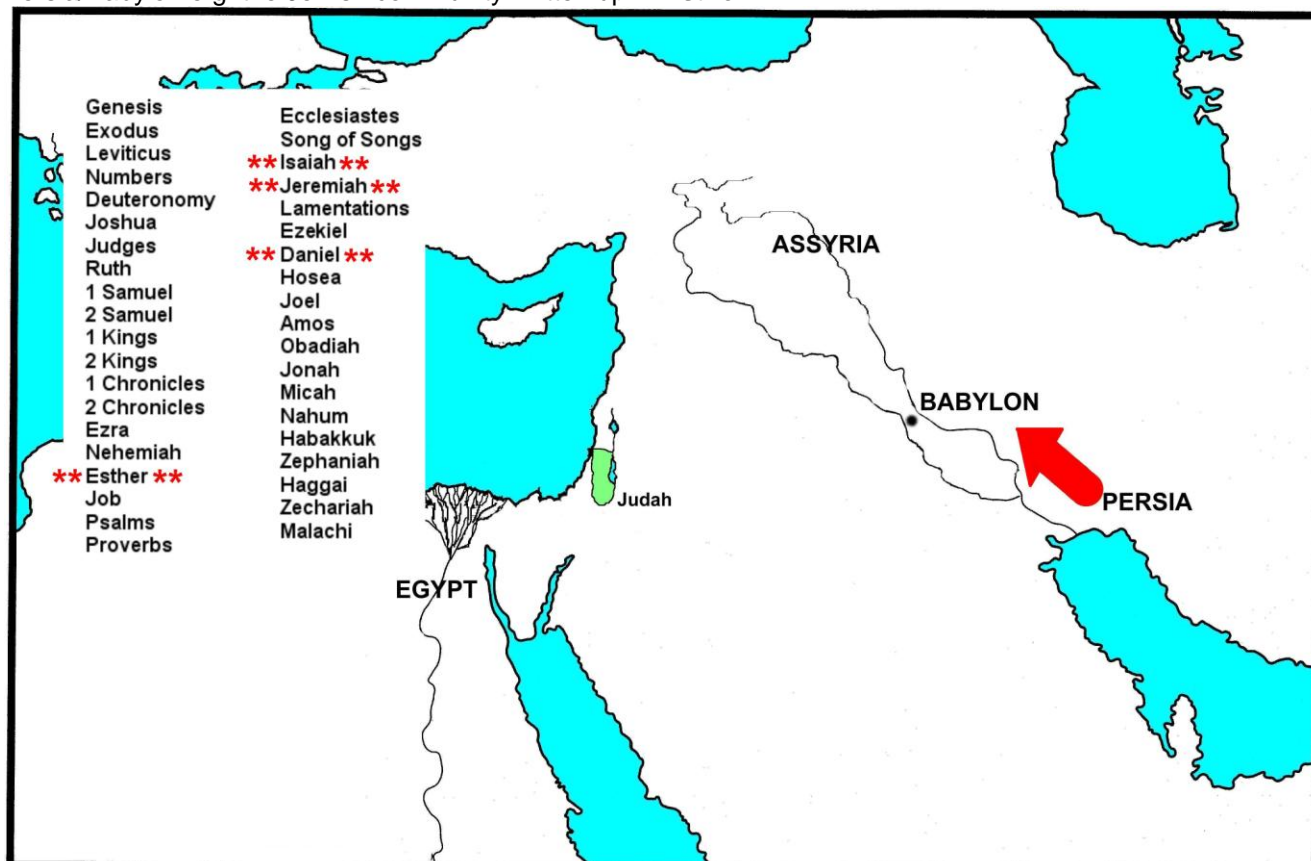 Genesis
Exodus
Leviticus
Numbers
Deuteronomy
Joshua
Judges
Ruth
1 Samuel
2 Samuel
1 Kings
2 Kings
1 Chronicles
2 Chronicles
Ezra
Nehemiah
** Esther **
Job
Psalms
Proverbs
Ecclesiastes
Song of Songs
** Isaiah **
** Jeremiah **
Lamentations
Ezekiel
** Daniel **
Hosea
Joel
Amos
Obadiah
Jonah
Micah
Nahum
Habakkuk
Zephaniah
Haggai
Zechariah
Malachi
ASSYRIA
BABYLON
PERSIA
Judah
EGYPT